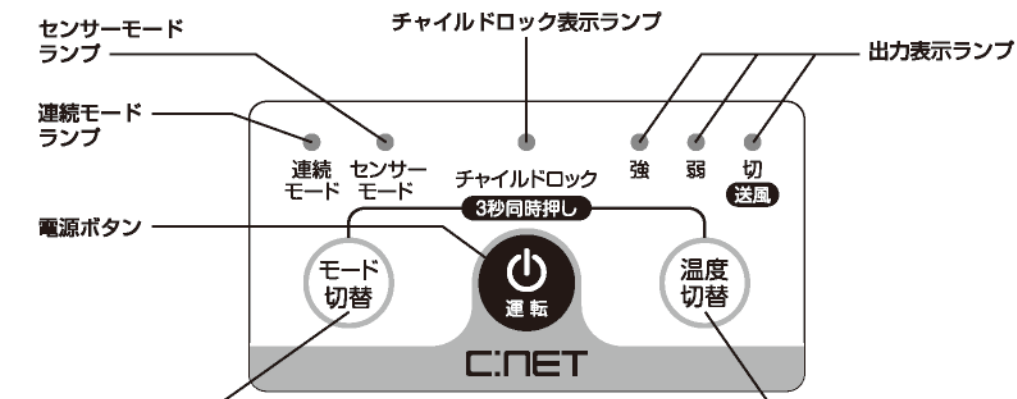 センサーモード
ランプ
チャイルドロック表示ランプ
出力表示ランプ
連続モード
ランプ
連続
モード
センサー
モード
チャイルドロック
3秒同時押し
強
弱
切
送風
電源ボタン
モード
切替
運転
温度
切替
C:NET